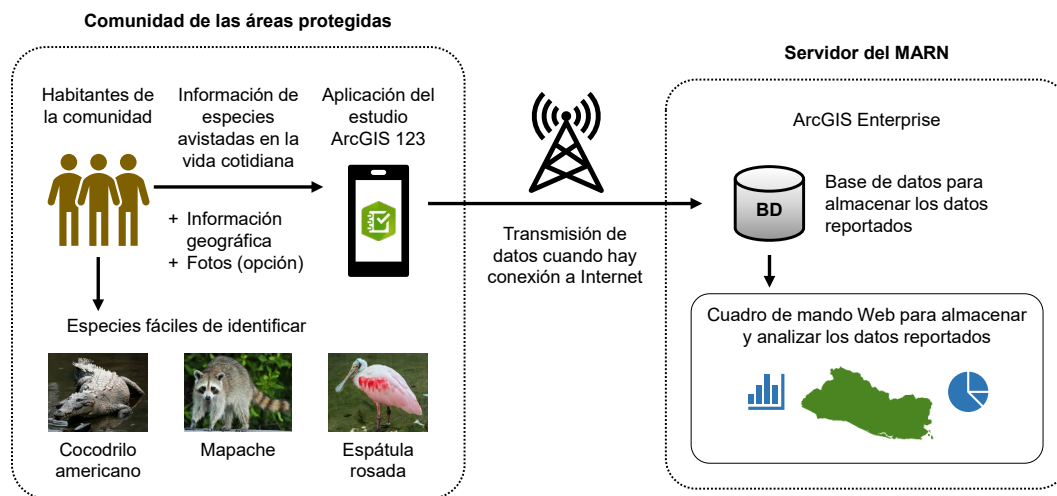 Comunidad de las áreas protegidas
Habitantes de
la comunidad
Información de
especies
avistadas en la
vida cotidiana
Aplicación del
estudio
ArcGIS 123
+ Información
geográfica
+ Fotos (opción)
Especies fáciles de identificar
Cocodrilo
americano
Mapache
Espátula
rosada
Transmisión de
datos cuando hay
conexión a Internet
Servidor del MARN
ArcGIS Enterprise
BD
Base de datos para
almacenar los datos
reportados
Cuadro de mando Web para almacenar
y analizar los datos reportados